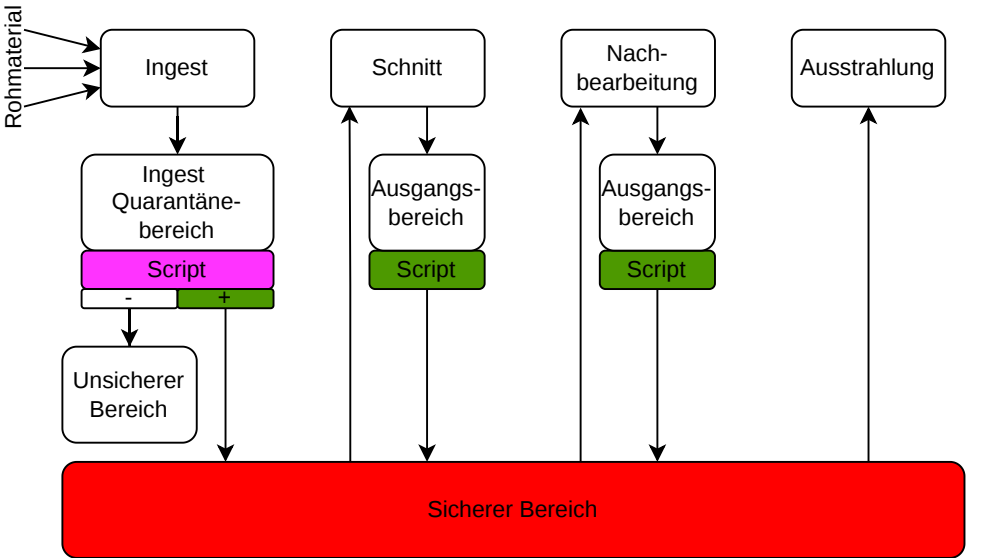 Rohmaterial
Ingest
Schnitt
Nach-
bearbeitung
Ausstrahlung
Ingest
Quarantäne-
bereich
Ausgangs-
bereich
Ausgangs-
bereich
Script
Script
Script
-
+
Unsicherer
Bereich
Sicherer Bereich